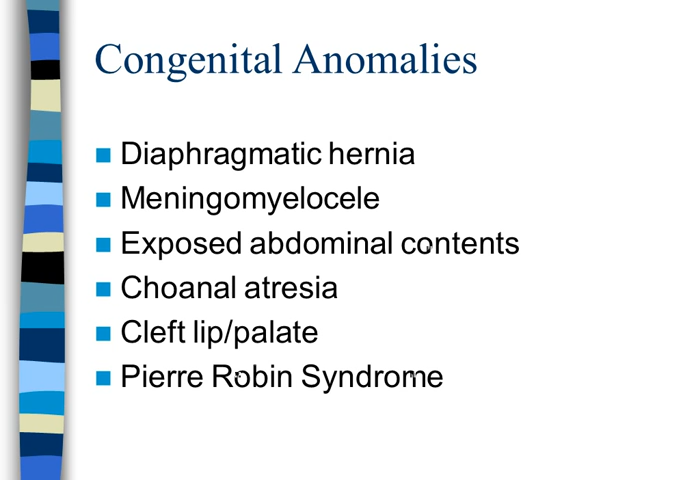 Congenital Anomalies
Diaphragmatic hernia
Meningomyelocele
Exposed abdominal contents
Choanal atresia
Cleft lip/palate
Pierre Robin Syndrome